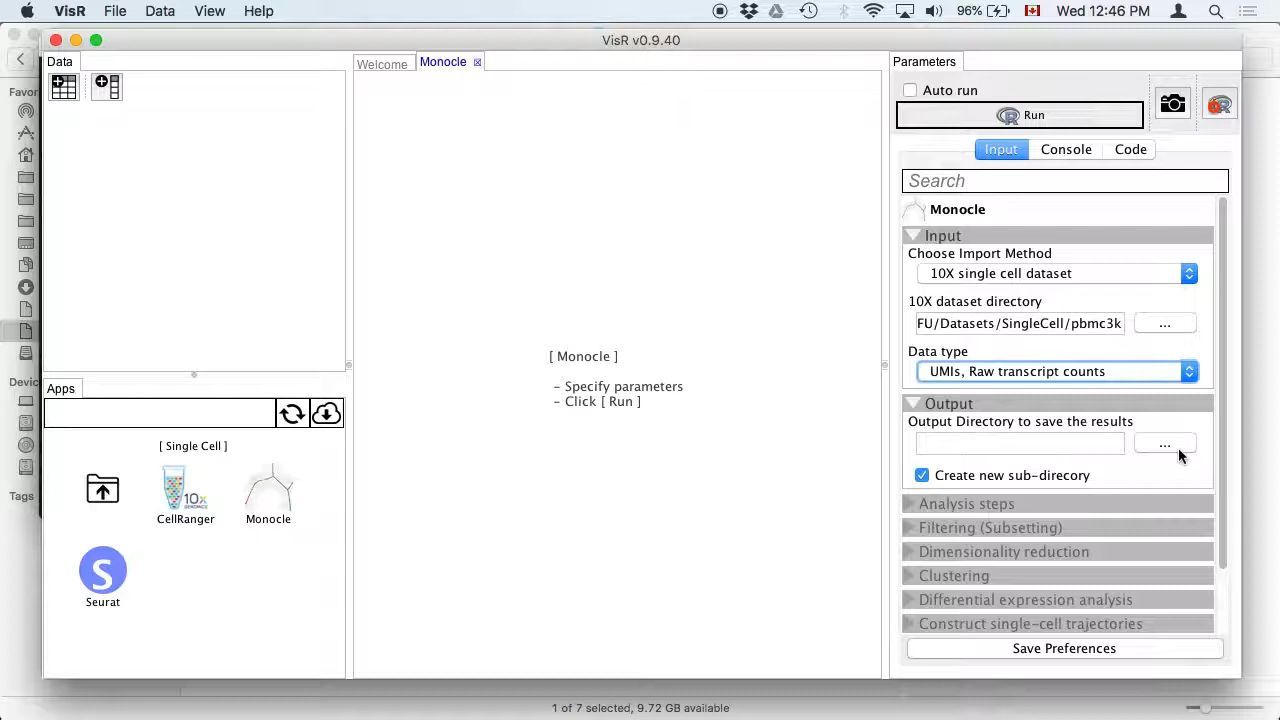 VisR File Data View Help
96% Wed 12:46 PM
VisR v0.9.40
Favor
Devic
Tags
Data
Welcome
Monocle
Parameters
Auto run
Run
Input Console Code
Search
Monocle
Input
Choose Import Method
10X single cell dataset
10X dataset directory
FU/Datasets/SingleCell/pbmc3k
...
Data type
UMIs, Raw transcript counts
Output
Output Directory to save the results
...
Create new sub-direcory
Analysis steps
Filtering (Subsetting)
Dimensionality reduction
Clustering
Differential expression analysis
Construct single-cell trajectories
Save Preferences
[ Monocle ]
- Specify parameters
- Click [ Run ]
Apps
[ Single Cell ]
10x
GENOMICS
CellRanger
Monocle
S
Seurat
1 of 7 selected, 9.72 GB available